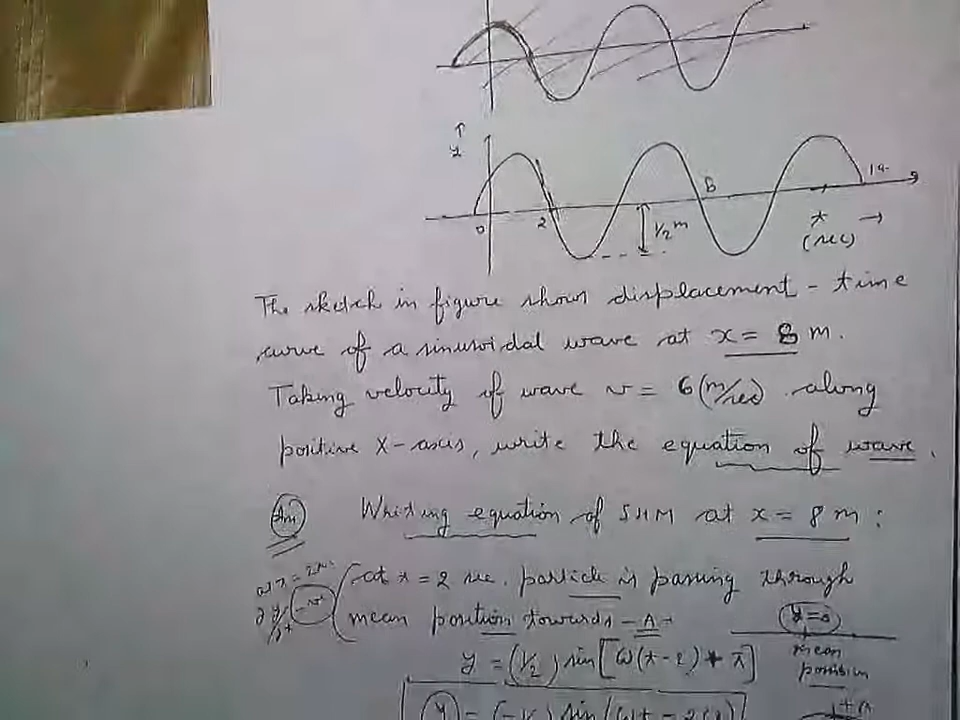 y
0
2
1/2 m
B
14
t
(sec)
The sketch in figure shows displacement - time
curve of a sinusoidal wave at x = 8 m.
Taking velocity of wave v = 6 (m/sec) along
positive X-axis, write the equation of wave.
Ans Writing equation of SHM at x = 8 m :
at t = 2 sec. particle is passing through
mean position towards - A
y = 0
mean
position
y = (1/2) sin[ω(t-2) + π]
+A